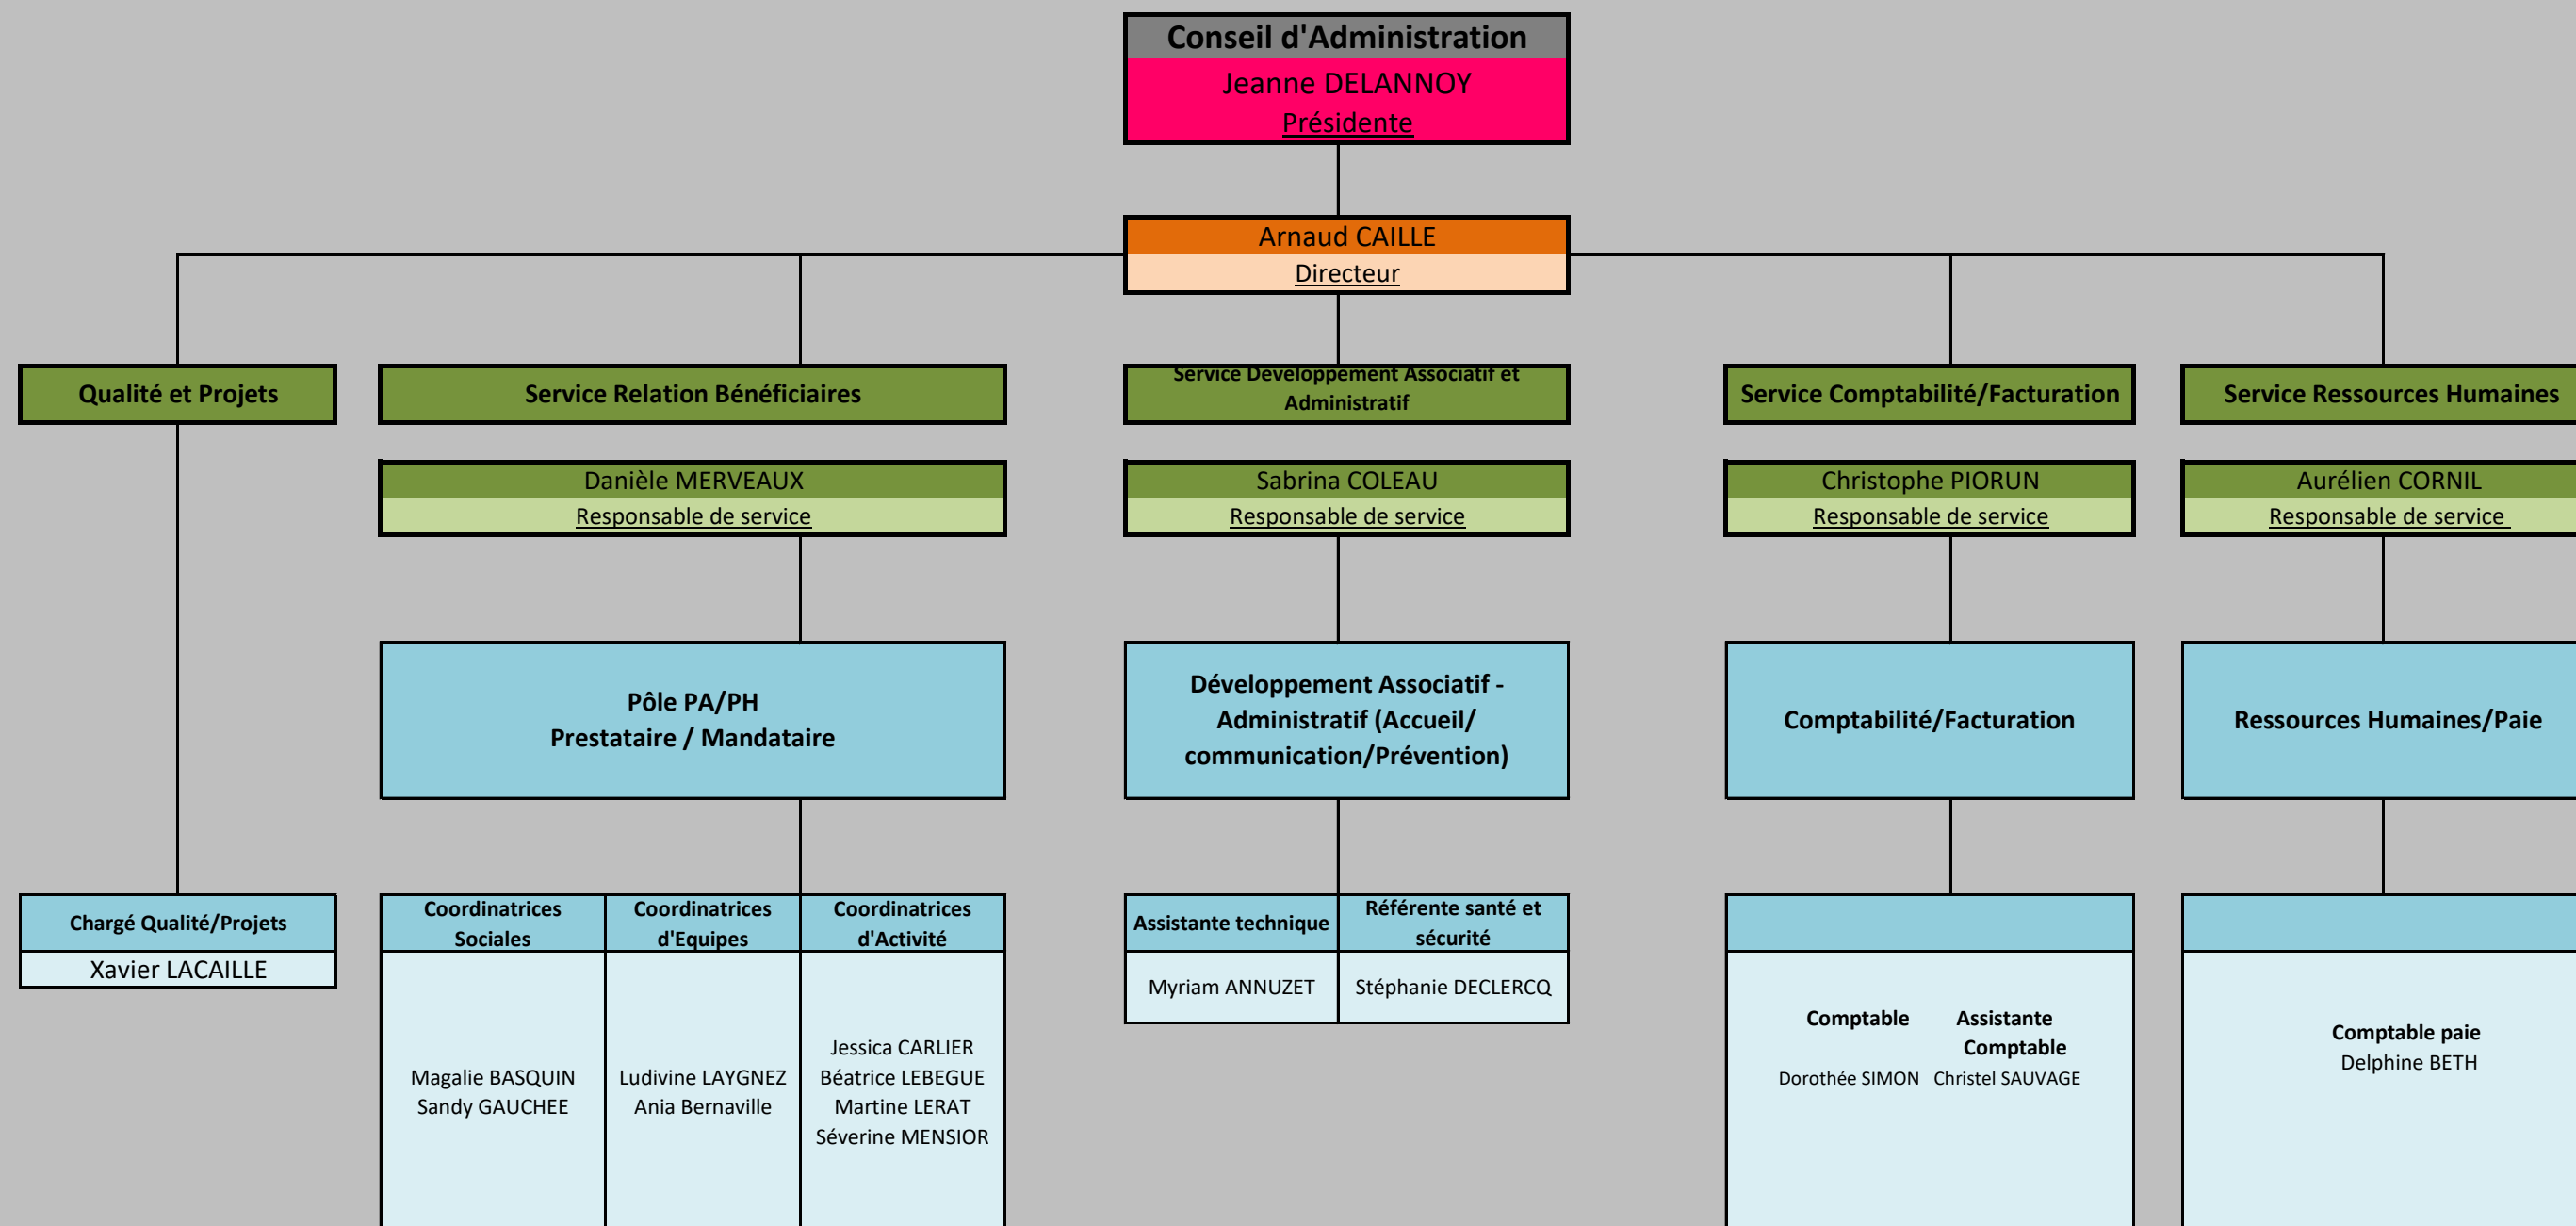 Conseil d'Administration
Jeanne DELANNOY
Présidente
Arnaud CAILLE
Directeur
Qualité et Projets
Service Relation Bénéficiaires
Service Développement Associatif et
Administratif
Service Comptabilité/Facturation
Service Ressources Humaines
Danièle MERVEAUX
Responsable de service
Sabrina COLEAU
Responsable de service
Christophe PIORUN
Responsable de service
Aurélien CORNIL
Responsable de service
Pôle PA/PH
Prestataire / Mandataire
Développement Associatif -
Administratif (Accueil/
communication/Prévention)
Comptabilité/Facturation
Ressources Humaines/Paie
Chargé Qualité/Projets
Xavier LACAILLE
Coordinatrices
Sociales
Magalie BASQUIN
Sandy GAUCHEE
Coordinatrices
d'Equipes
Ludivine LAYGNEZ
Ania Bernaville
Coordinatrices
d'Activité
Jessica CARLIER
Béatrice LEBEGUE
Martine LERAT
Séverine MENSIOR
Assistante technique
Myriam ANNUZET
Référente santé et
sécurité
Stéphanie DECLERCQ
Comptable Assistante
Comptable
Dorothée SIMON Christel SAUVAGE
Comptable paie
Delphine BETH